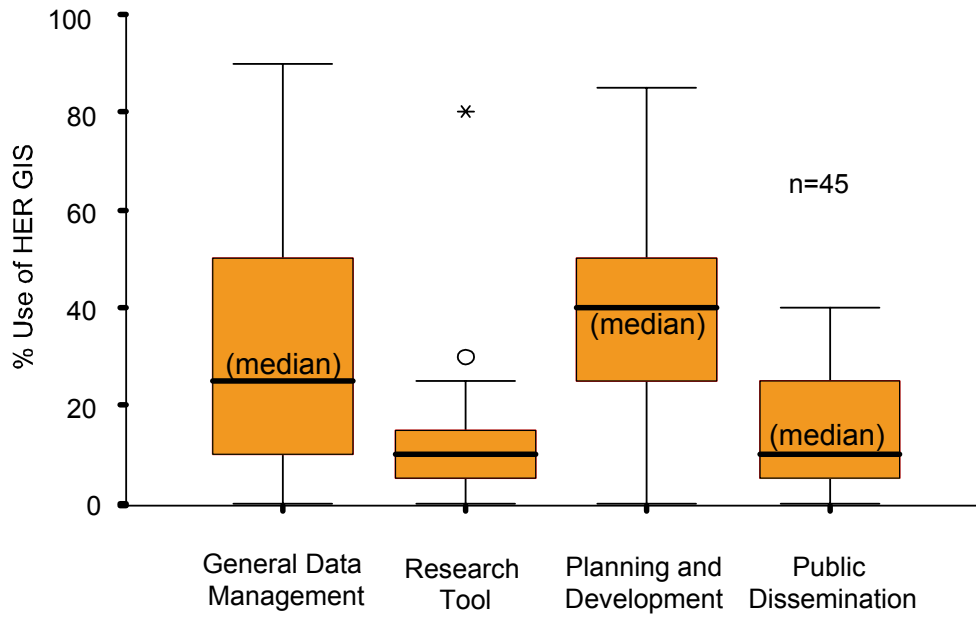 % Use of HER GIS
100
80
60
40
20
0
n=45
(median)
(median)
(median)
General Data
Management
Research
Tool
Planning and
Development
Public
Dissemination